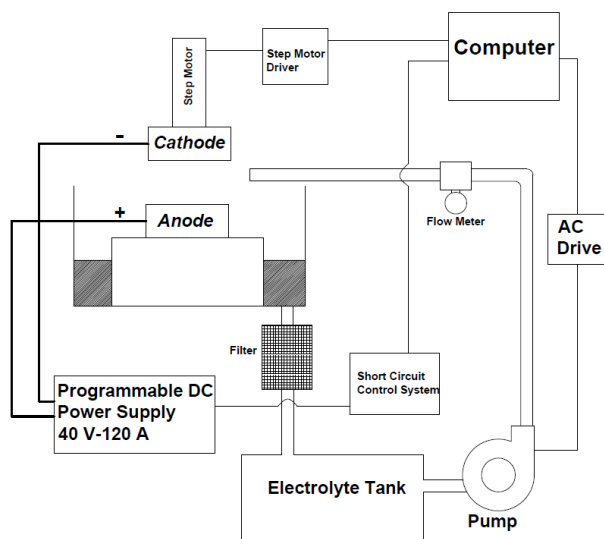 Step Motor
Step Motor
Driver
Computer
-
Cathode
+
Anode
Flow Meter
AC
Drive
Filter
Short Circuit
Control System
Programmable DC
Power Supply
40 V-120 A
Electrolyte Tank
Pump